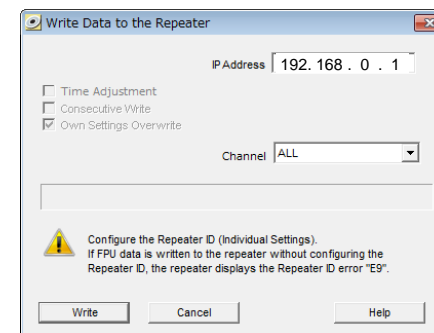 Write Data to the Repeater
IP Address 192. 168 . 0 . 1
Time Adjustment
Consecutive Write
Own Settings Overwrite
Channel ALL
Configure the Repeater ID (Individual Settings).
If FPU data is written to the repeater without configuring the
Repeater ID, the repeater displays the Repeater ID error "E9".
Write Cancel Help